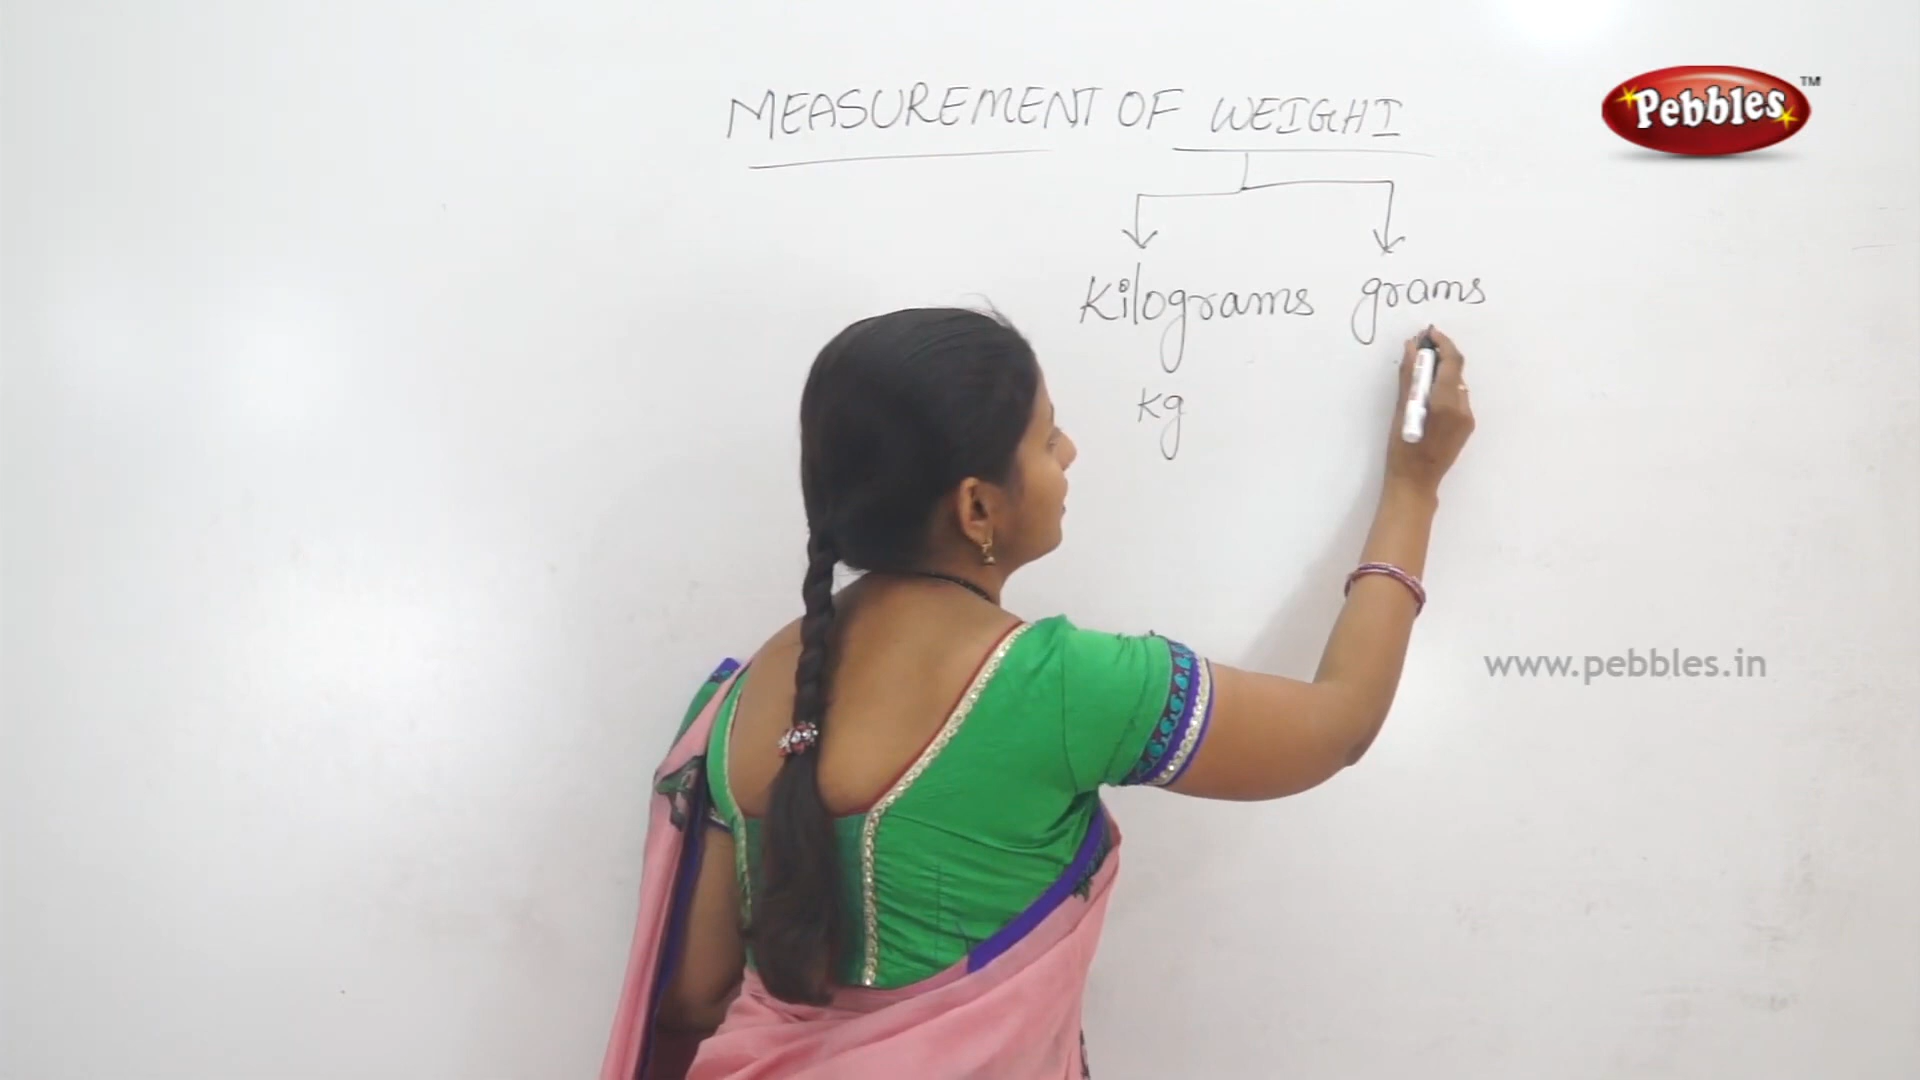 MEASUREMENT OF WEIGHT
Pebbles TM
Kilograms grams
kg
www.pebbles.in